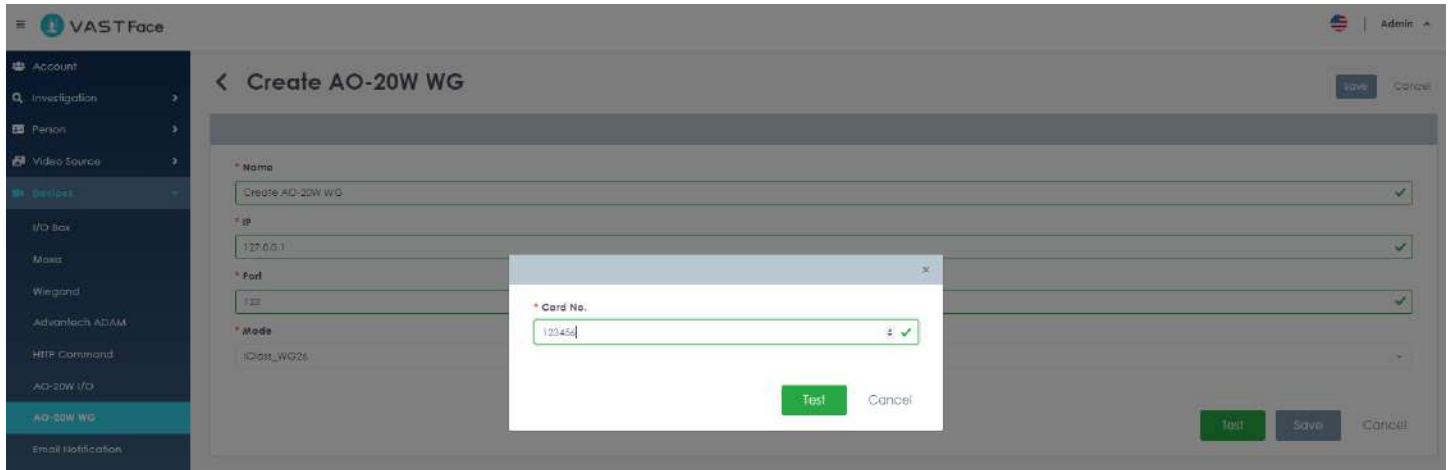 VASTFace
Admin
Account
Investigation
Person
Video Source
Devices
I/O Box
Moxa
Wiegand
Advantech ADAM
HTTP Command
AO-20W I/O
AO-20W WG
Email Notification
Create AO-20W WG
Save
Cancel
* Name
Create AO-20W WG
* IP
127.0.0.1
* Port
123
* Mode
iClass_WG26
* Card No.
123456
Test Cancel
Test Save Cancel